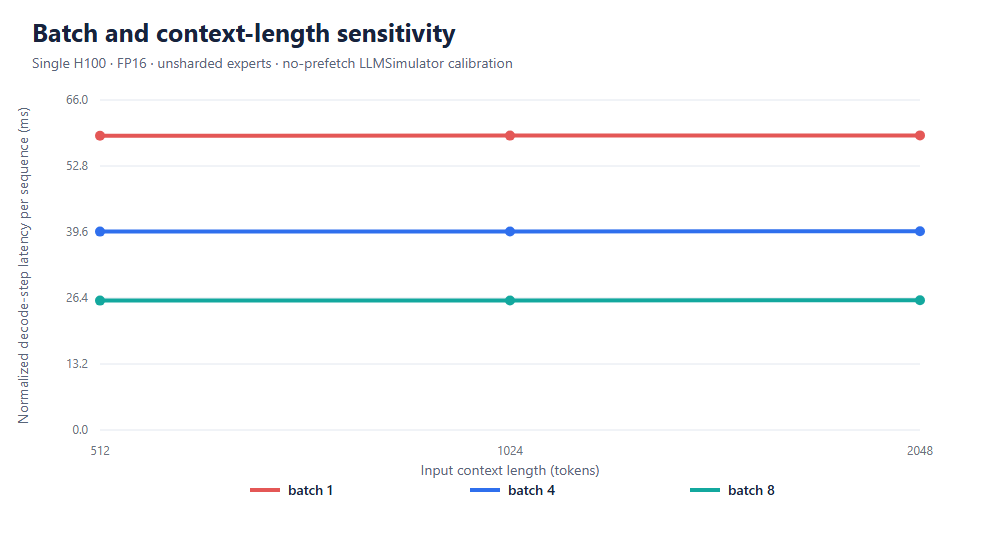 Batch and context-length sensitivity
Single H100 · FP16 · unsharded experts · no-prefetch LLMSimulator calibration
Normalized decode-step latency per sequence (ms)
66.0
52.8
39.6
26.4
13.2
0.0
512 1024 2048
Input context length (tokens)
batch 1 batch 4 batch 8